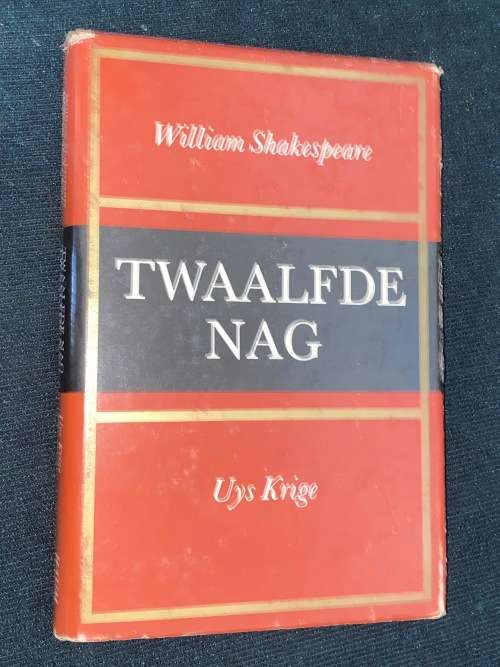 William Shakespeare
TWAALFDE
NAG
Uys Krige